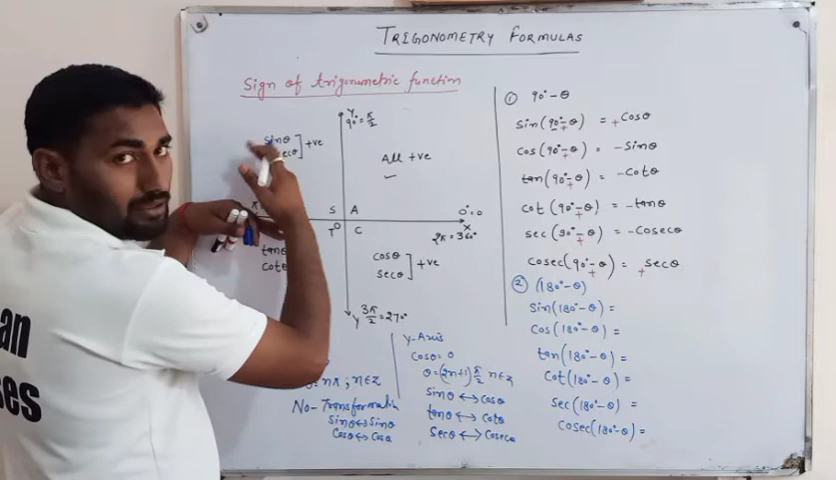 TRIGONOMETRY FORMULAS
Sign of trigonometric function
Y
90°=π/2
sinθ
ecθ ] +ve
All +ve
S A
T O C
π
0°=0
X
2π=360°
tanθ
cotθ
cosθ
secθ ] +ve
Y 3π/2=270°
= nπ ; n∈z
No-Transformation
Sinθ↔Sinθ
Cosθ↔Cosθ
Y-Axis
Cosθ=0
θ=(2n+1)π/2 n∈z
Sinθ↔Cosθ
tanθ↔Cotθ
Secθ↔Cosecθ
① 90°-θ
Sin(90°-θ) = +Cosθ
+
Cos(90°-θ) = -Sinθ
+
tan(90°-θ) = -Cotθ
+
Cot(90°-θ) = -tanθ
+
Sec(90°-θ) = -Cosecθ
+
Cosec(90°-θ) = +Secθ
+
② (180°-θ)
Sin(180°-θ) =
Cos(180°-θ) =
tan(180°-θ) =
Cot(180°-θ) =
Sec(180°-θ) =
Cosec(180°-θ) =
an
ses